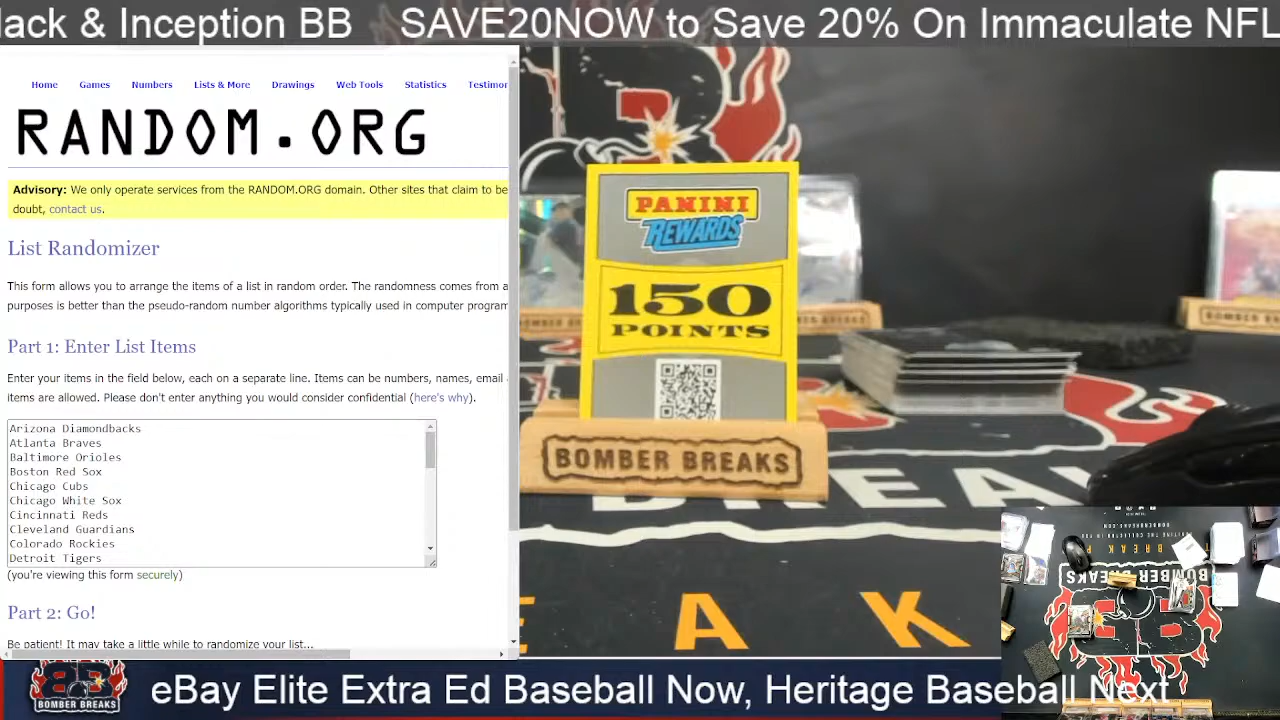 lack & Inception BB SAVE20NOW to Save 20% On Immaculate NFL
Home Games Numbers Lists & More Drawings Web Tools Statistics Testimor
RANDOM.ORG
Advisory: We only operate services from the RANDOM.ORG domain. Other sites that claim to be
doubt, contact us.
List Randomizer
This form allows you to arrange the items of a list in random order. The randomness comes from a
purposes is better than the pseudo-random number algorithms typically used in computer program
Part 1: Enter List Items
Enter your items in the field below, each on a separate line. Items can be numbers, names, email
items are allowed. Please don't enter anything you would consider confidential (here's why).
Arizona Diamondbacks
Atlanta Braves
Baltimore Orioles
Boston Red Sox
Chicago Cubs
Chicago White Sox
Cincinnati Reds
Cleveland Guardians
Colorado Rockies
Detroit Tigers
(you're viewing this form securely)
Part 2: Go!
Be patient! It may take a little while to randomize your list...
PANINI
REWARDS
150
POINTS
BOMBER BREAKS
BREAKS
BOMBER BREAKS
BREA
A K
BOMBER BREAKS
eBay Elite Extra Ed Baseball Now, Heritage Baseball Next